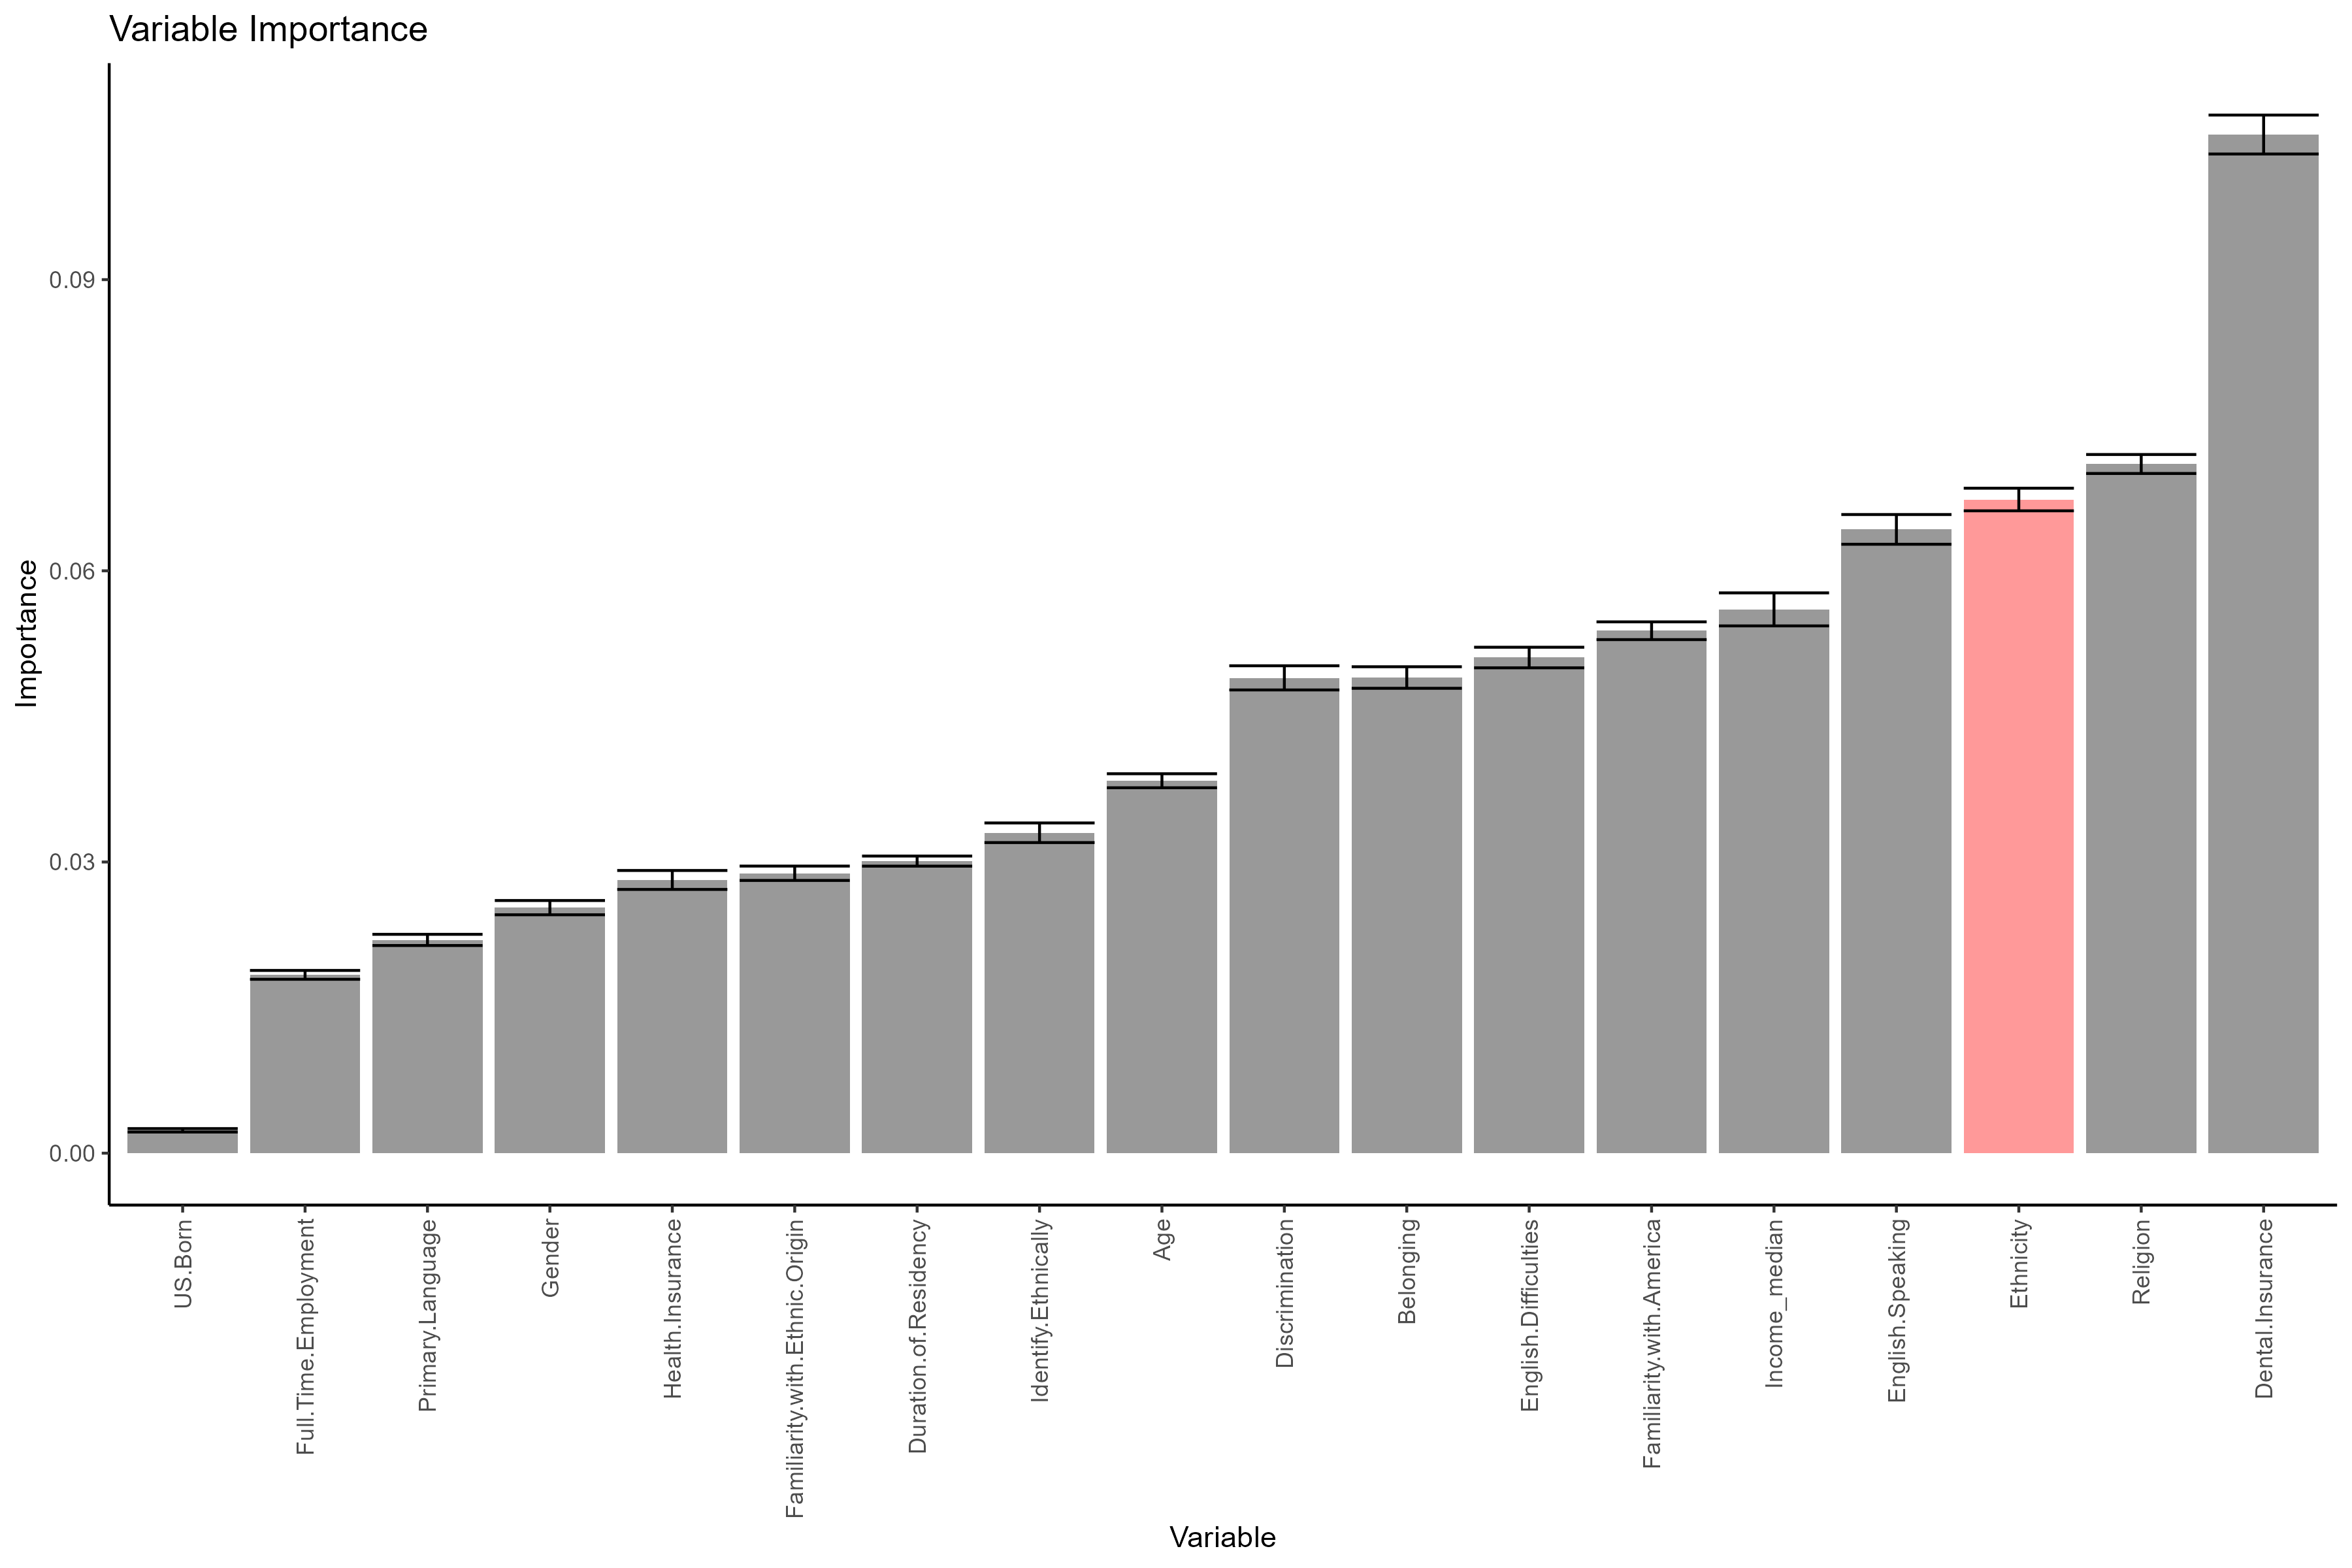 Variable Importance
Importance
0.09
0.06
0.03
0.00
US.Born
Full.Time.Employment
Primary.Language
Gender
Health.Insurance
Familiarity.with.Ethnic.Origin
Duration.of.Residency
Identify.Ethnically
Age
Discrimination
Belonging
English.Difficulties
Familiarity.with.America
Income_median
English.Speaking
Ethnicity
Religion
Dental.Insurance
Variable